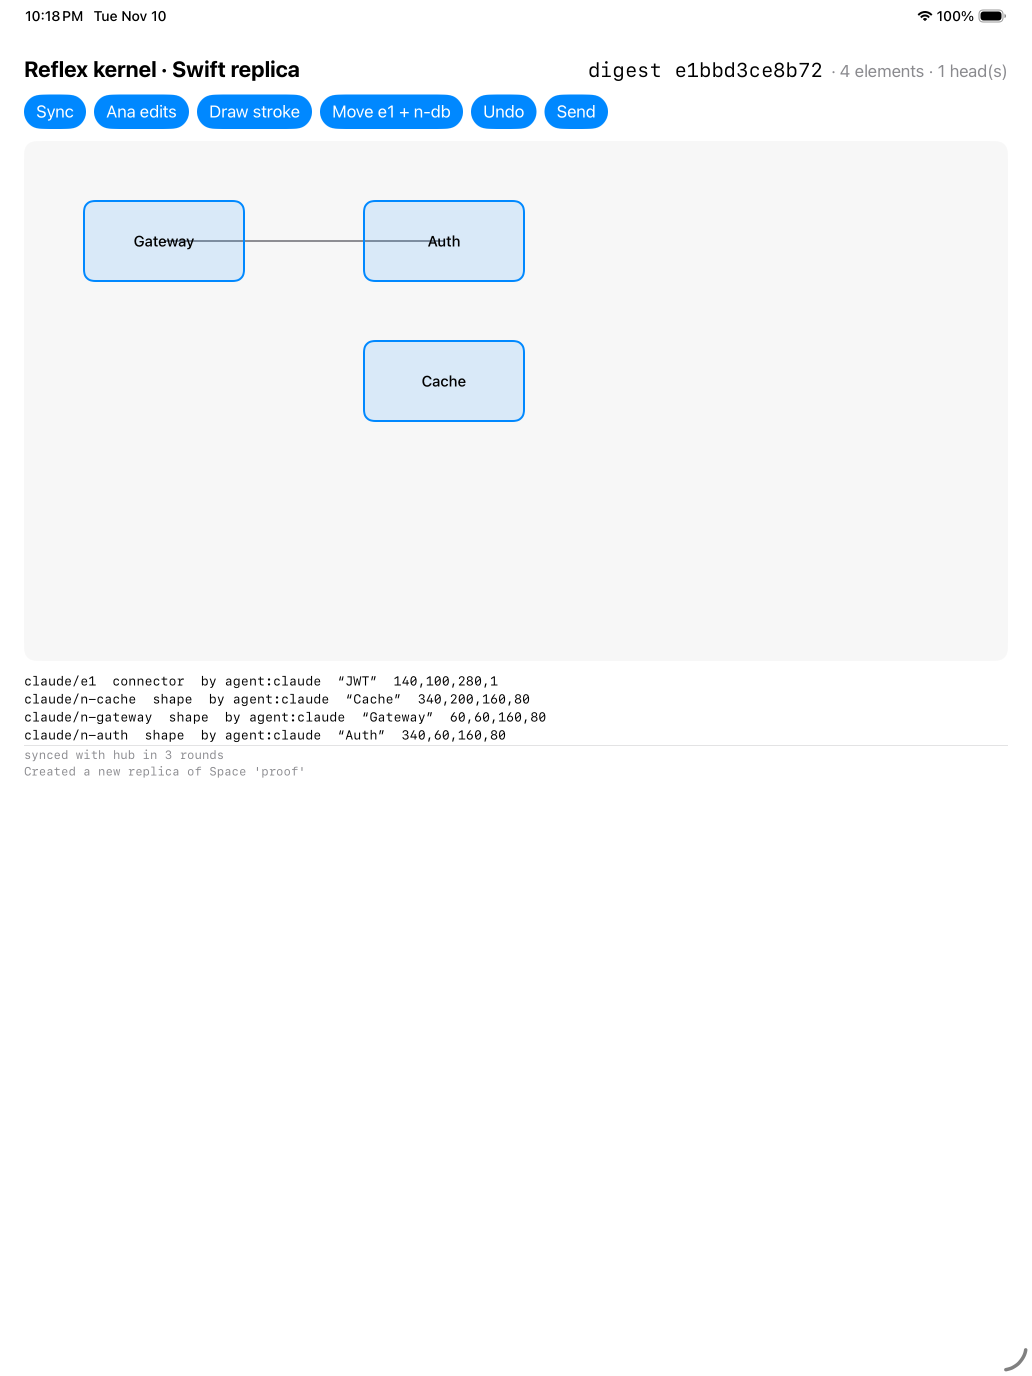 10:18 PM Tue Nov 10 100%
Reflex kernel · Swift replica digest e1bbd3ce8b72 · 4 elements · 1 head(s)
Sync Ana edits Draw stroke Move e1 + n-db Undo Send
Gateway Auth
Cache
claude/e1 connector by agent:claude “JWT” 140,100,280,1
claude/n-cache shape by agent:claude “Cache” 340,200,160,80
claude/n-gateway shape by agent:claude “Gateway” 60,60,160,80
claude/n-auth shape by agent:claude “Auth” 340,60,160,80
synced with hub in 3 rounds
Created a new replica of Space 'proof'